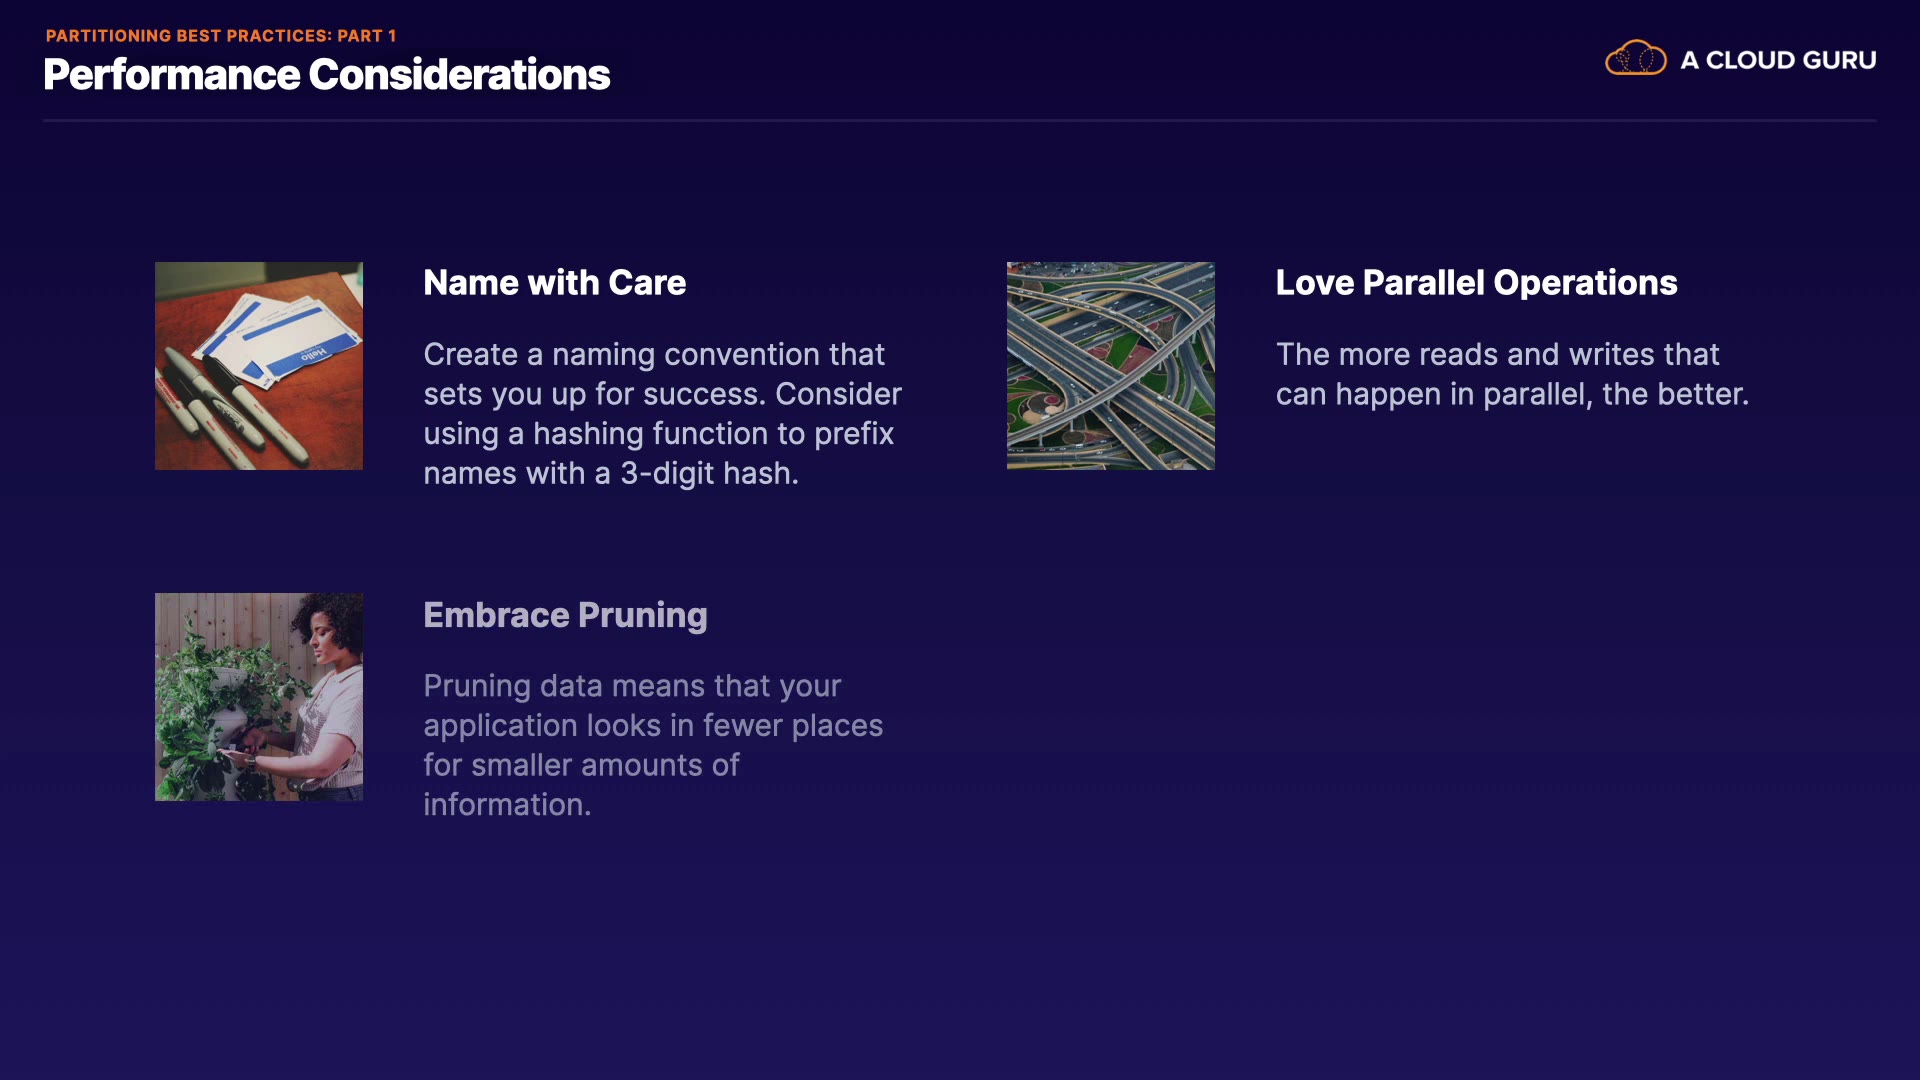 PARTITIONING BEST PRACTICES: PART 1
Performance Considerations
A CLOUD GURU
Name with Care
Create a naming convention that
sets you up for success. Consider
using a hashing function to prefix
names with a 3-digit hash.
Hello
Love Parallel Operations
The more reads and writes that
can happen in parallel, the better.
Embrace Pruning
Pruning data means that your
application looks in fewer places
for smaller amounts of
information.